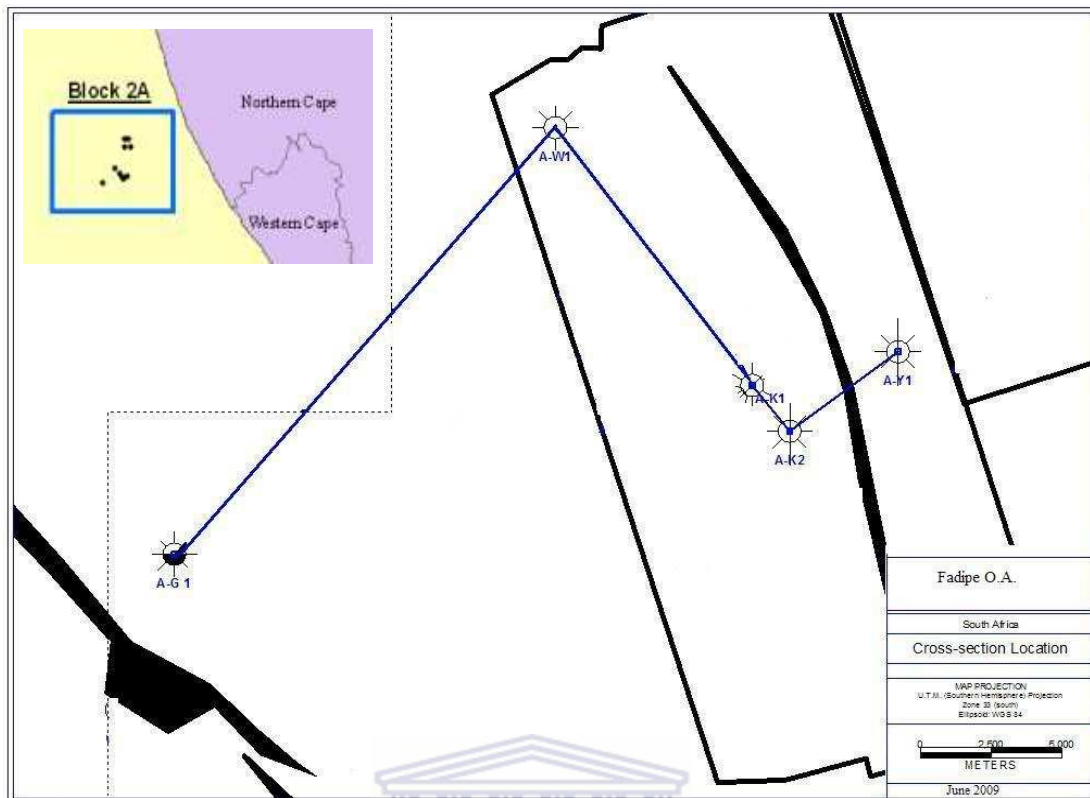 Block 2A
Northern Cape
Western Cape
A-W1
A-K1
A-Y1
A-K2
A-G 1
Fadipe O.A.
South Africa
Cross-section Location
MAP PROJECTION
U.T.M. (Southern Hemisphere) Projection
Zone 33 (south)
Ellipsoid: WGS 84
0 2,500 5,000
METERS
June 2009